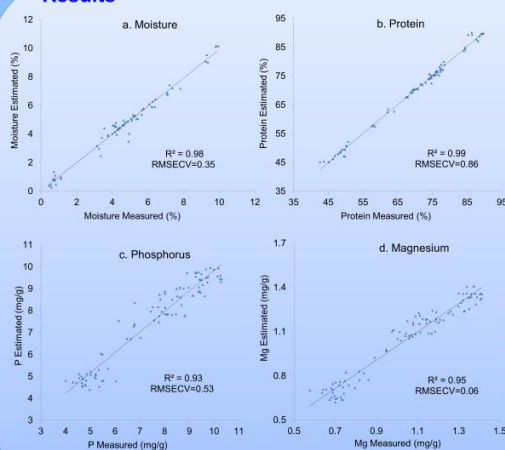 Results
a. Moisture
12
10
8
6
4
2
0
Moisture Estimated (%)
R² = 0.98
RMSECV=0.35
0 2 4 6 8 10 12
Moisture Measured (%)
b. Protein
95
85
75
65
55
45
35
Protein Estimated (%)
R² = 0.99
RMSECV=0.86
35 45 55 65 75 85 95
Protein Measured (%)
c. Phosphorus
11
10
9
8
7
6
5
4
3
P Estimated (mg/g)
R² = 0.93
RMSECV=0.53
3 4 5 6 7 8 9 10 11
P Measured (mg/g)
d. Magnesium
1.7
1.4
1.1
0.8
0.5
Mg Estimated (mg/g)
R² = 0.95
RMSECV=0.06
0.5 0.7 0.9 1.1 1.3 1.5
Mg Measured (mg/g)